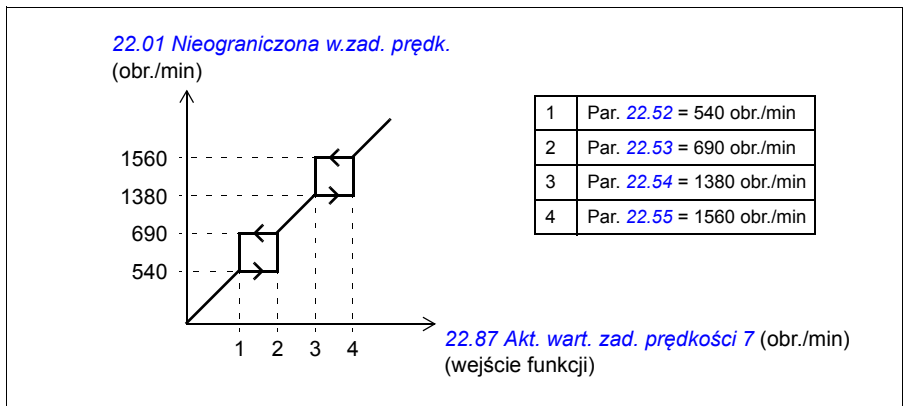 22.01 Nieograniczona w.zad. prędk.
(obr./min)
1560
1380
690
540
1 2 3 4
1 Par. 22.52 = 540 obr./min
2 Par. 22.53 = 690 obr./min
3 Par. 22.54 = 1380 obr./min
4 Par. 22.55 = 1560 obr./min
22.87 Akt. wart. zad. prędkości 7 (obr./min)
(wejście funkcji)